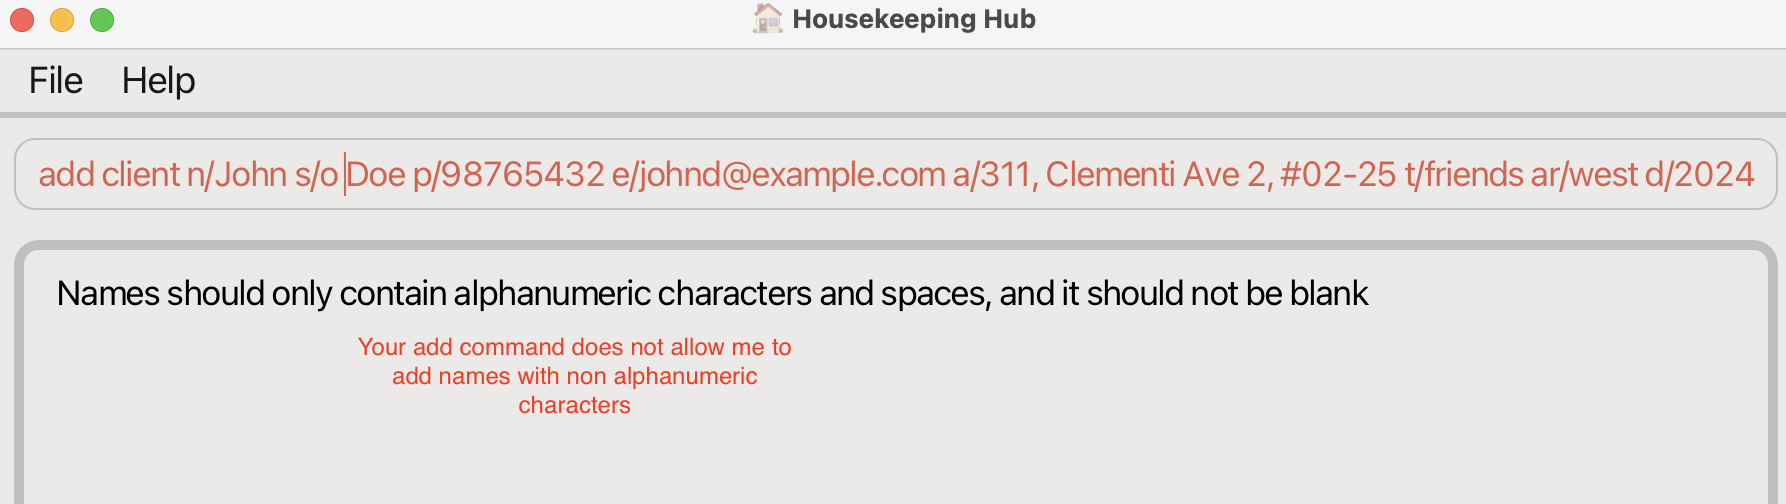 Housekeeping Hub
File Help
add client n/John s/o Doe p/98765432 e/johnd@example.com a/311, Clementi Ave 2, #02-25 t/friends ar/west d/2024
Names should only contain alphanumeric characters and spaces, and it should not be blank
Your add command does not allow me to
add names with non alphanumeric
characters